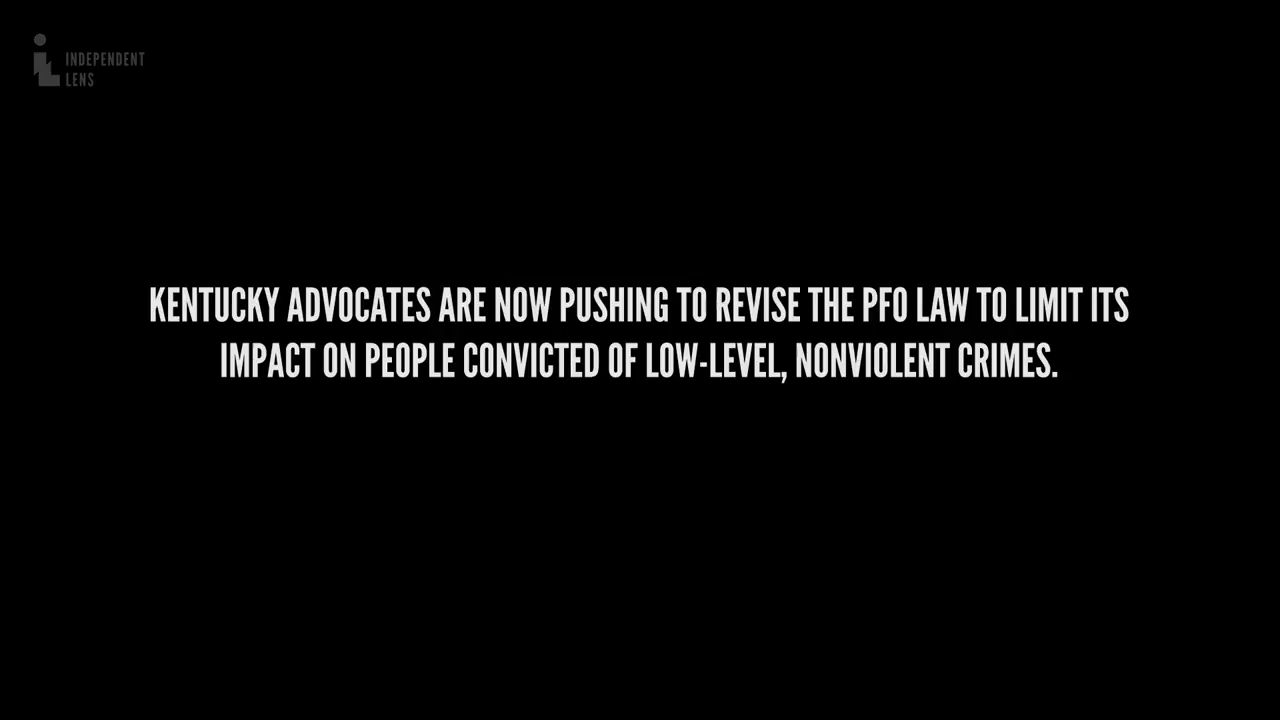 INDEPENDENT
LENS
KENTUCKY ADVOCATES ARE NOW PUSHING TO REVISE THE PFO LAW TO LIMIT ITS
IMPACT ON PEOPLE CONVICTED OF LOW-LEVEL, NONVIOLENT CRIMES.